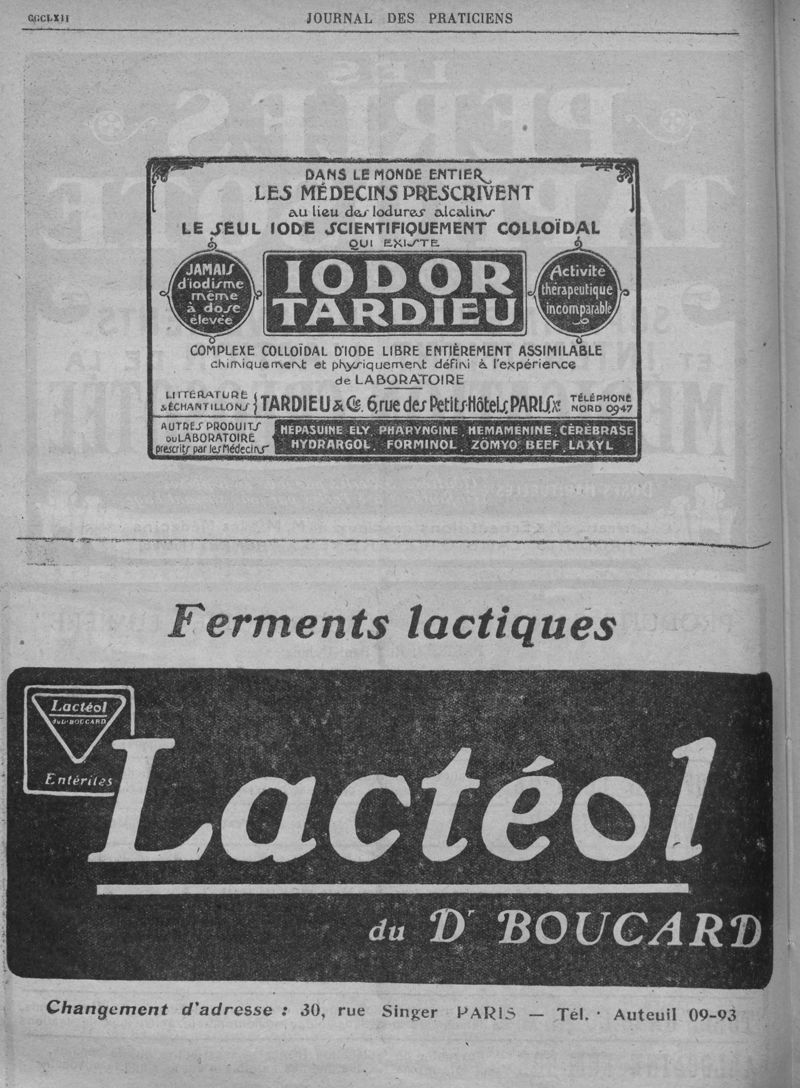 CCCLXII
JOURNAL DES PRATICIENS
DANS LE MONDE ENTIER
LES MÉDECINS PRESCRIVENT
au lieu des Iodures alcalins
LE SEUL IODE SCIENTIFIQUEMENT COLLOÏDAL
QUI EXISTE
JAMAIS
d'iodisme
même
à dose
élevée
IODOR
TARDIEU
Activité
thérapeutique
incomparable
COMPLEXE COLLOÏDAL D'IODE LIBRE ENTIÈREMENT ASSIMILABLE
chimiquement et physiquement défini à l'expérience
de LABORATOIRE
LITTÉRATURE
& ÉCHANTILLONS
TARDIEU & Cie. 6, rue des Petits-Hôtels, PARIS, Xe
TÉLÉPHONE
NORD 0947
AUTRES PRODUITS
DU LABORATOIRE
prescrits par les Médecins
HÉPASUINE ELY, PHARYNGINE, HEMAMENINE, CÉRÉBRASE
HYDRARGOL, FORMINOL, ZOMYO BEEF, LAXYL
Ferments lactiques
Lactéol
du Dr BOUCARD
Entérites
Lactéol
du Dr BOUCARD
Changement d'adresse : 30, rue Singer PARIS — Tél. · Auteuil 09-93